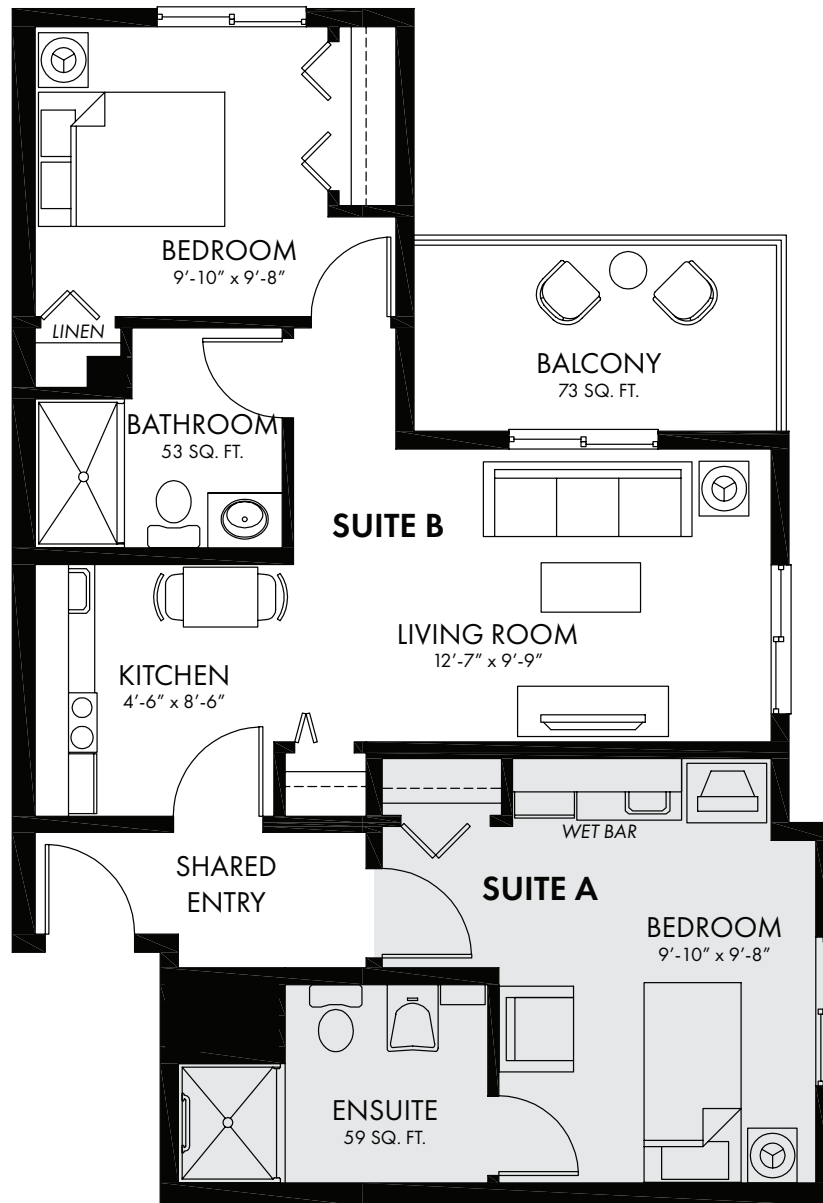 BEDROOM
9’-10” x 9’-8”
LINEN
BALCONY
73 SQ. FT.
BATHROOM
53 SQ. FT.
SUITE B
LIVING ROOM
12’-7” x 9’-9”
KITCHEN
4’-6” x 8’-6”
WET BAR
SHARED
ENTRY
SUITE A
BEDROOM
9’-10” x 9’-8”
ENSUITE
59 SQ. FT.